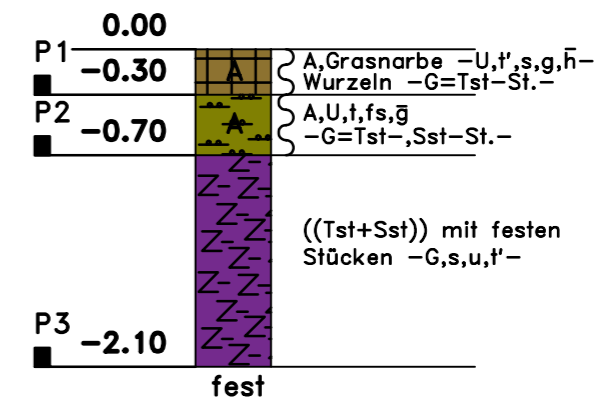 0.00
P1
−0.30
A
A,Grasnarbe −U,t',s,g,h̄−
Wurzeln −G=Tst−St.−
P2
−0.70
A
A,U,t,fs,ḡ
−G=Tst−,Sst−St.−
((Tst+Sst)) mit festen
Stücken −G,s,u,t'−
P3
−2.10
fest